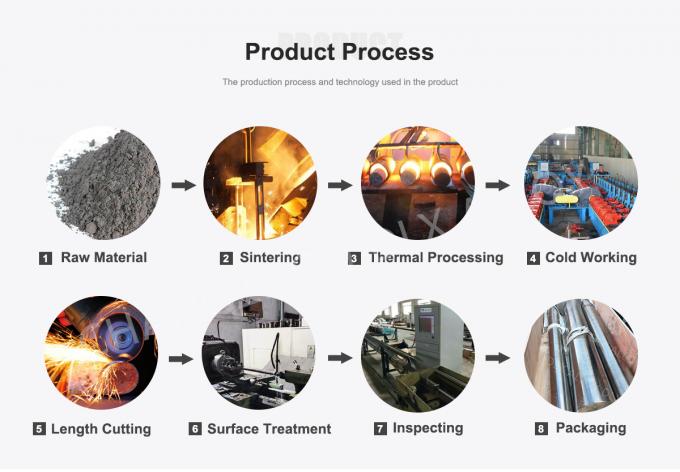 PRODUCT
Product Process
The production process and technology used in the product
1 Raw Material
2 Sintering
3 Thermal Processing
4 Cold Working
5 Length Cutting
6 Surface Treatment
7 Inspecting
8 Packaging